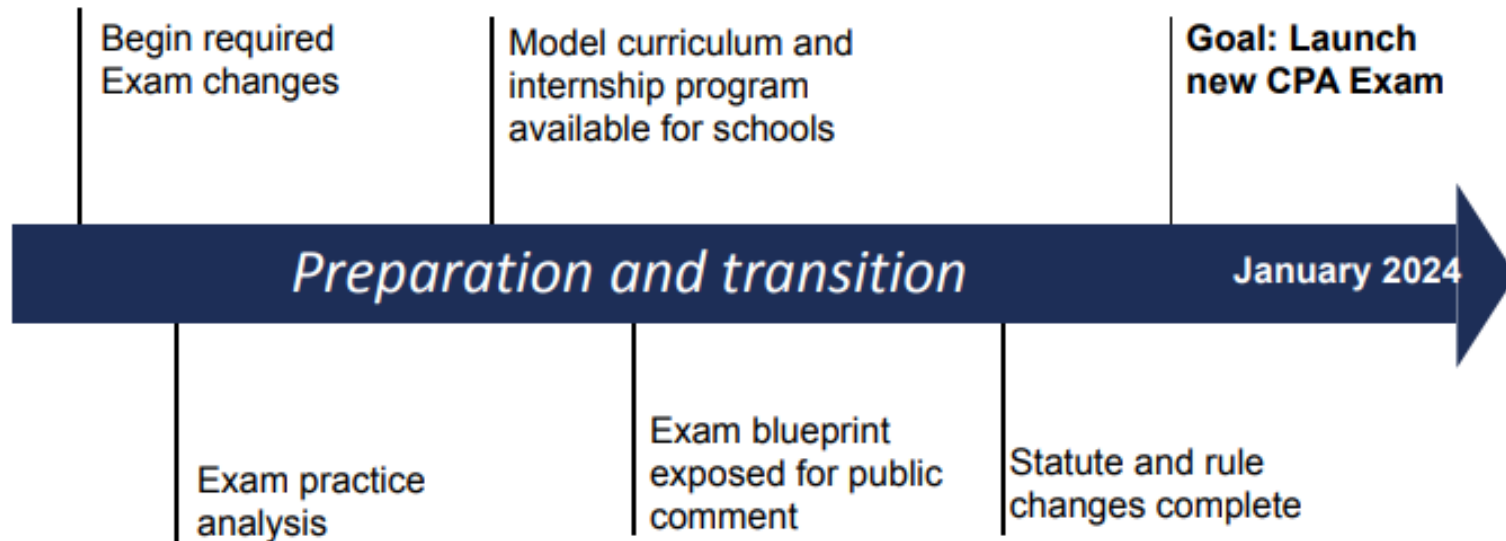 Begin required
Exam changes
Model curriculum and
internship program
available for schools
Goal: Launch
new CPA Exam
Preparation and transition
January 2024
Exam practice
analysis
Exam blueprint
exposed for public
comment
Statute and rule
changes complete